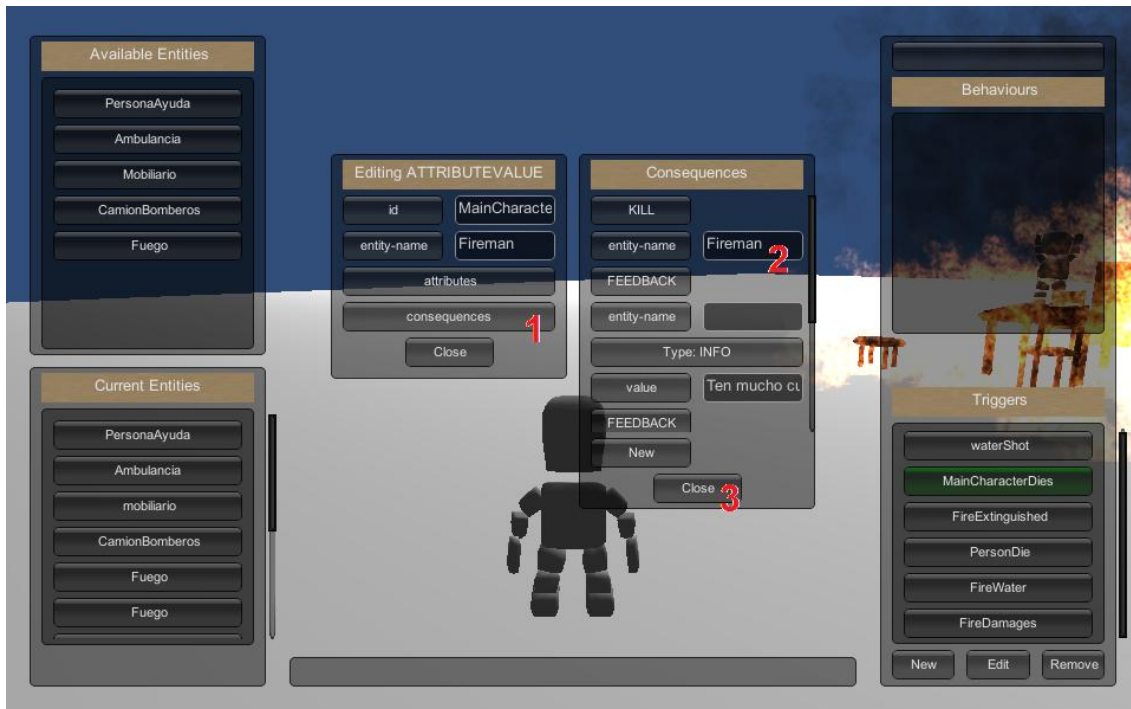 Available Entities
PersonaAyuda
Ambulancia
Mobiliario
CamionBomberos
Fuego
Current Entities
PersonaAyuda
Ambulancia
mobiliario
CamionBomberos
Fuego
Fuego
Editing ATTRIBUTEVALUE
id MainCharacte
entity-name Fireman
attributes
consequences 1
Close
Consequences
KILL
entity-name Fireman 2
FEEDBACK
entity-name
Type: INFO
value Ten mucho cu
FEEDBACK
New
Close 3
Behaviours
Triggers
waterShot
MainCharacterDies
FireExtinguished
PersonDie
FireWater
FireDamages
New Edit Remove